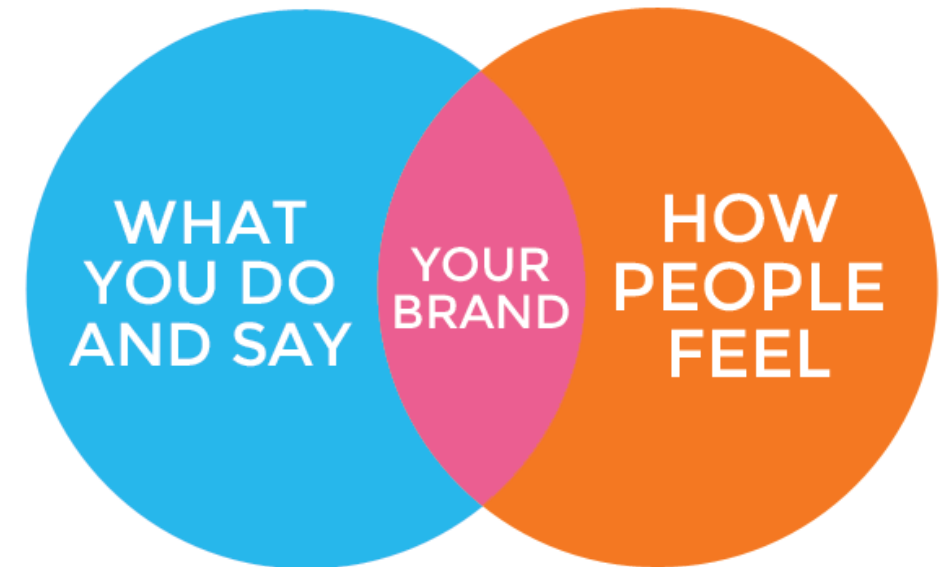 WHAT
YOU DO
AND SAY
YOUR
BRAND
HOW
PEOPLE
FEEL